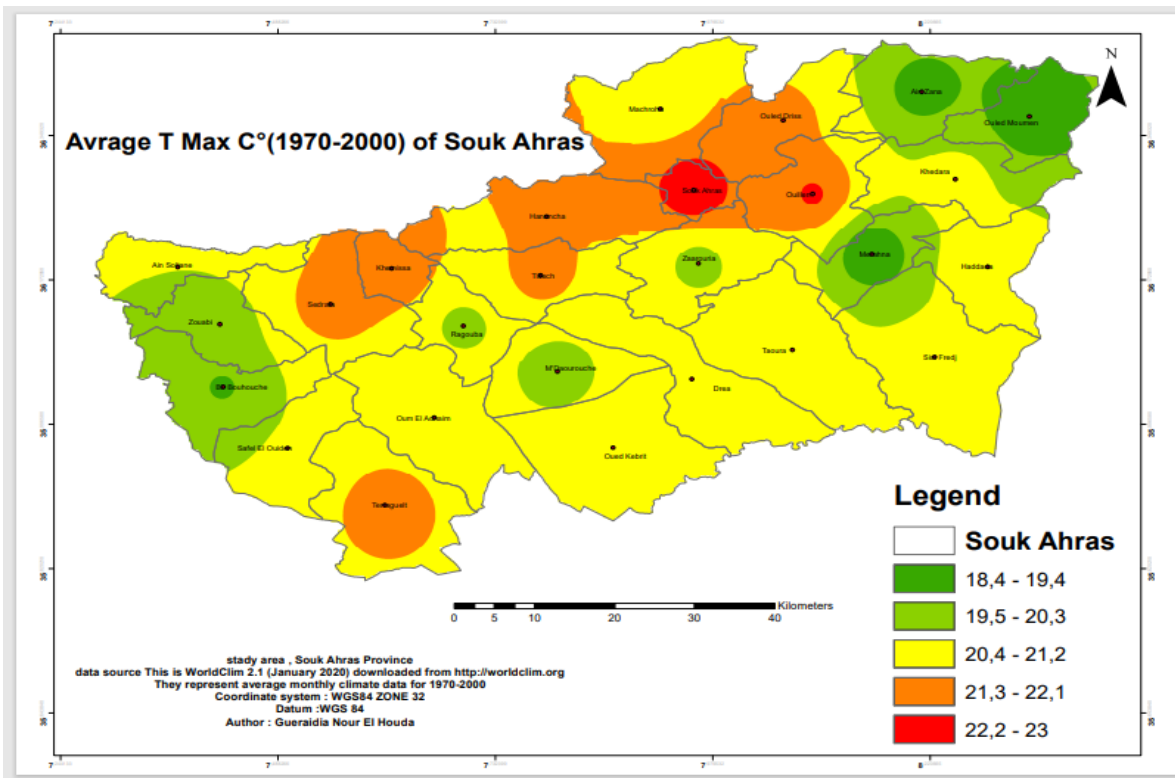 Avrage T Max C°(1970-2000) of Souk Ahras
N
Machroha
Ouled Driss
Ain Zana
Ouled Moumen
Souk Ahras
Ouillen
Khedara
Hanancha
Ain Soltana
Khemissa
Tifech
Zaarouria
Merahna
Haddada
Sedrata
Zouabi
Ragouba
M'Daourouche
Taoura
Sidi Fredj
Bir Bouhouche
Drea
Oum El Adhaim
Safel El Ouiden
Oued Kebrit
Terraguelt
Legend
Souk Ahras
18,4 - 19,4
19,5 - 20,3
20,4 - 21,2
21,3 - 22,1
22,2 - 23
Kilometers
0 5 10 20 30 40
stady area , Souk Ahras Province
data source This is WorldClim 2.1 (January 2020) downloaded from http://worldclim.org
They represent average monthly climate data for 1970-2000
Coordinate system : WGS84 ZONE 32
Datum :WGS 84
Author : Gueraidia Nour El Houda